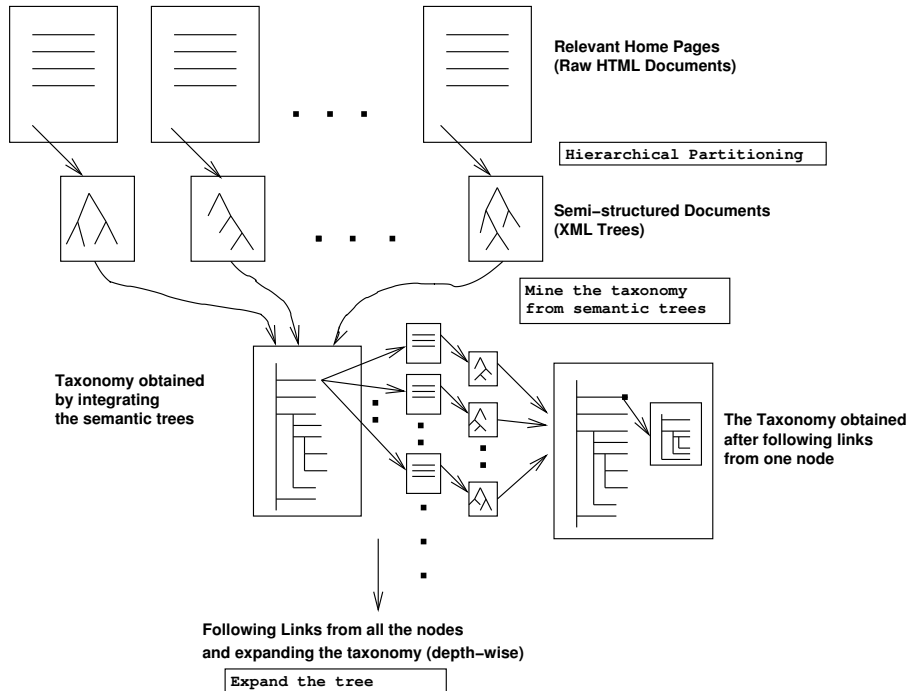 Relevant Home Pages
(Raw HTML Documents)
Hierarchical Partitioning
Semi−structured Documents
(XML Trees)
Mine the taxonomy
from semantic trees
Taxonomy obtained
by integrating
the semantic trees
The Taxonomy obtained
after following links
from one node
Following Links from all the nodes
and expanding the taxonomy (depth−wise)
Expand the tree